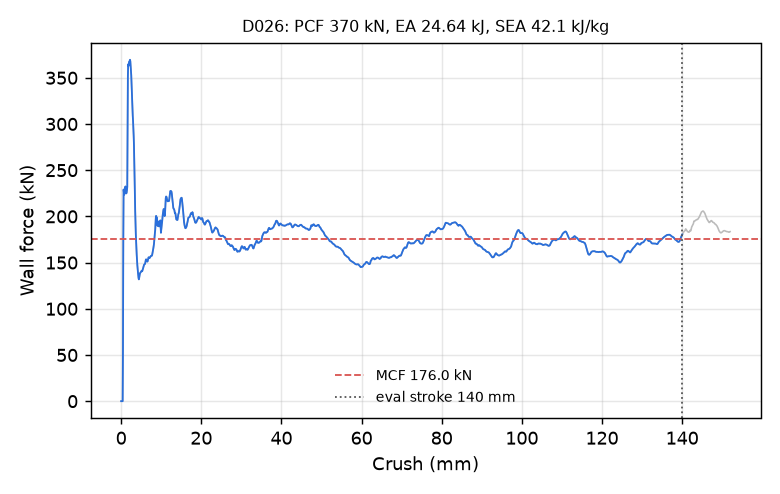 D026: PCF 370 kN, EA 24.64 kJ, SEA 42.1 kJ/kg
Wall force (kN)
350
300
250
200
150
100
50
0
MCF 176.0 kN
eval stroke 140 mm
0 20 40 60 80 100 120 140
Crush (mm)